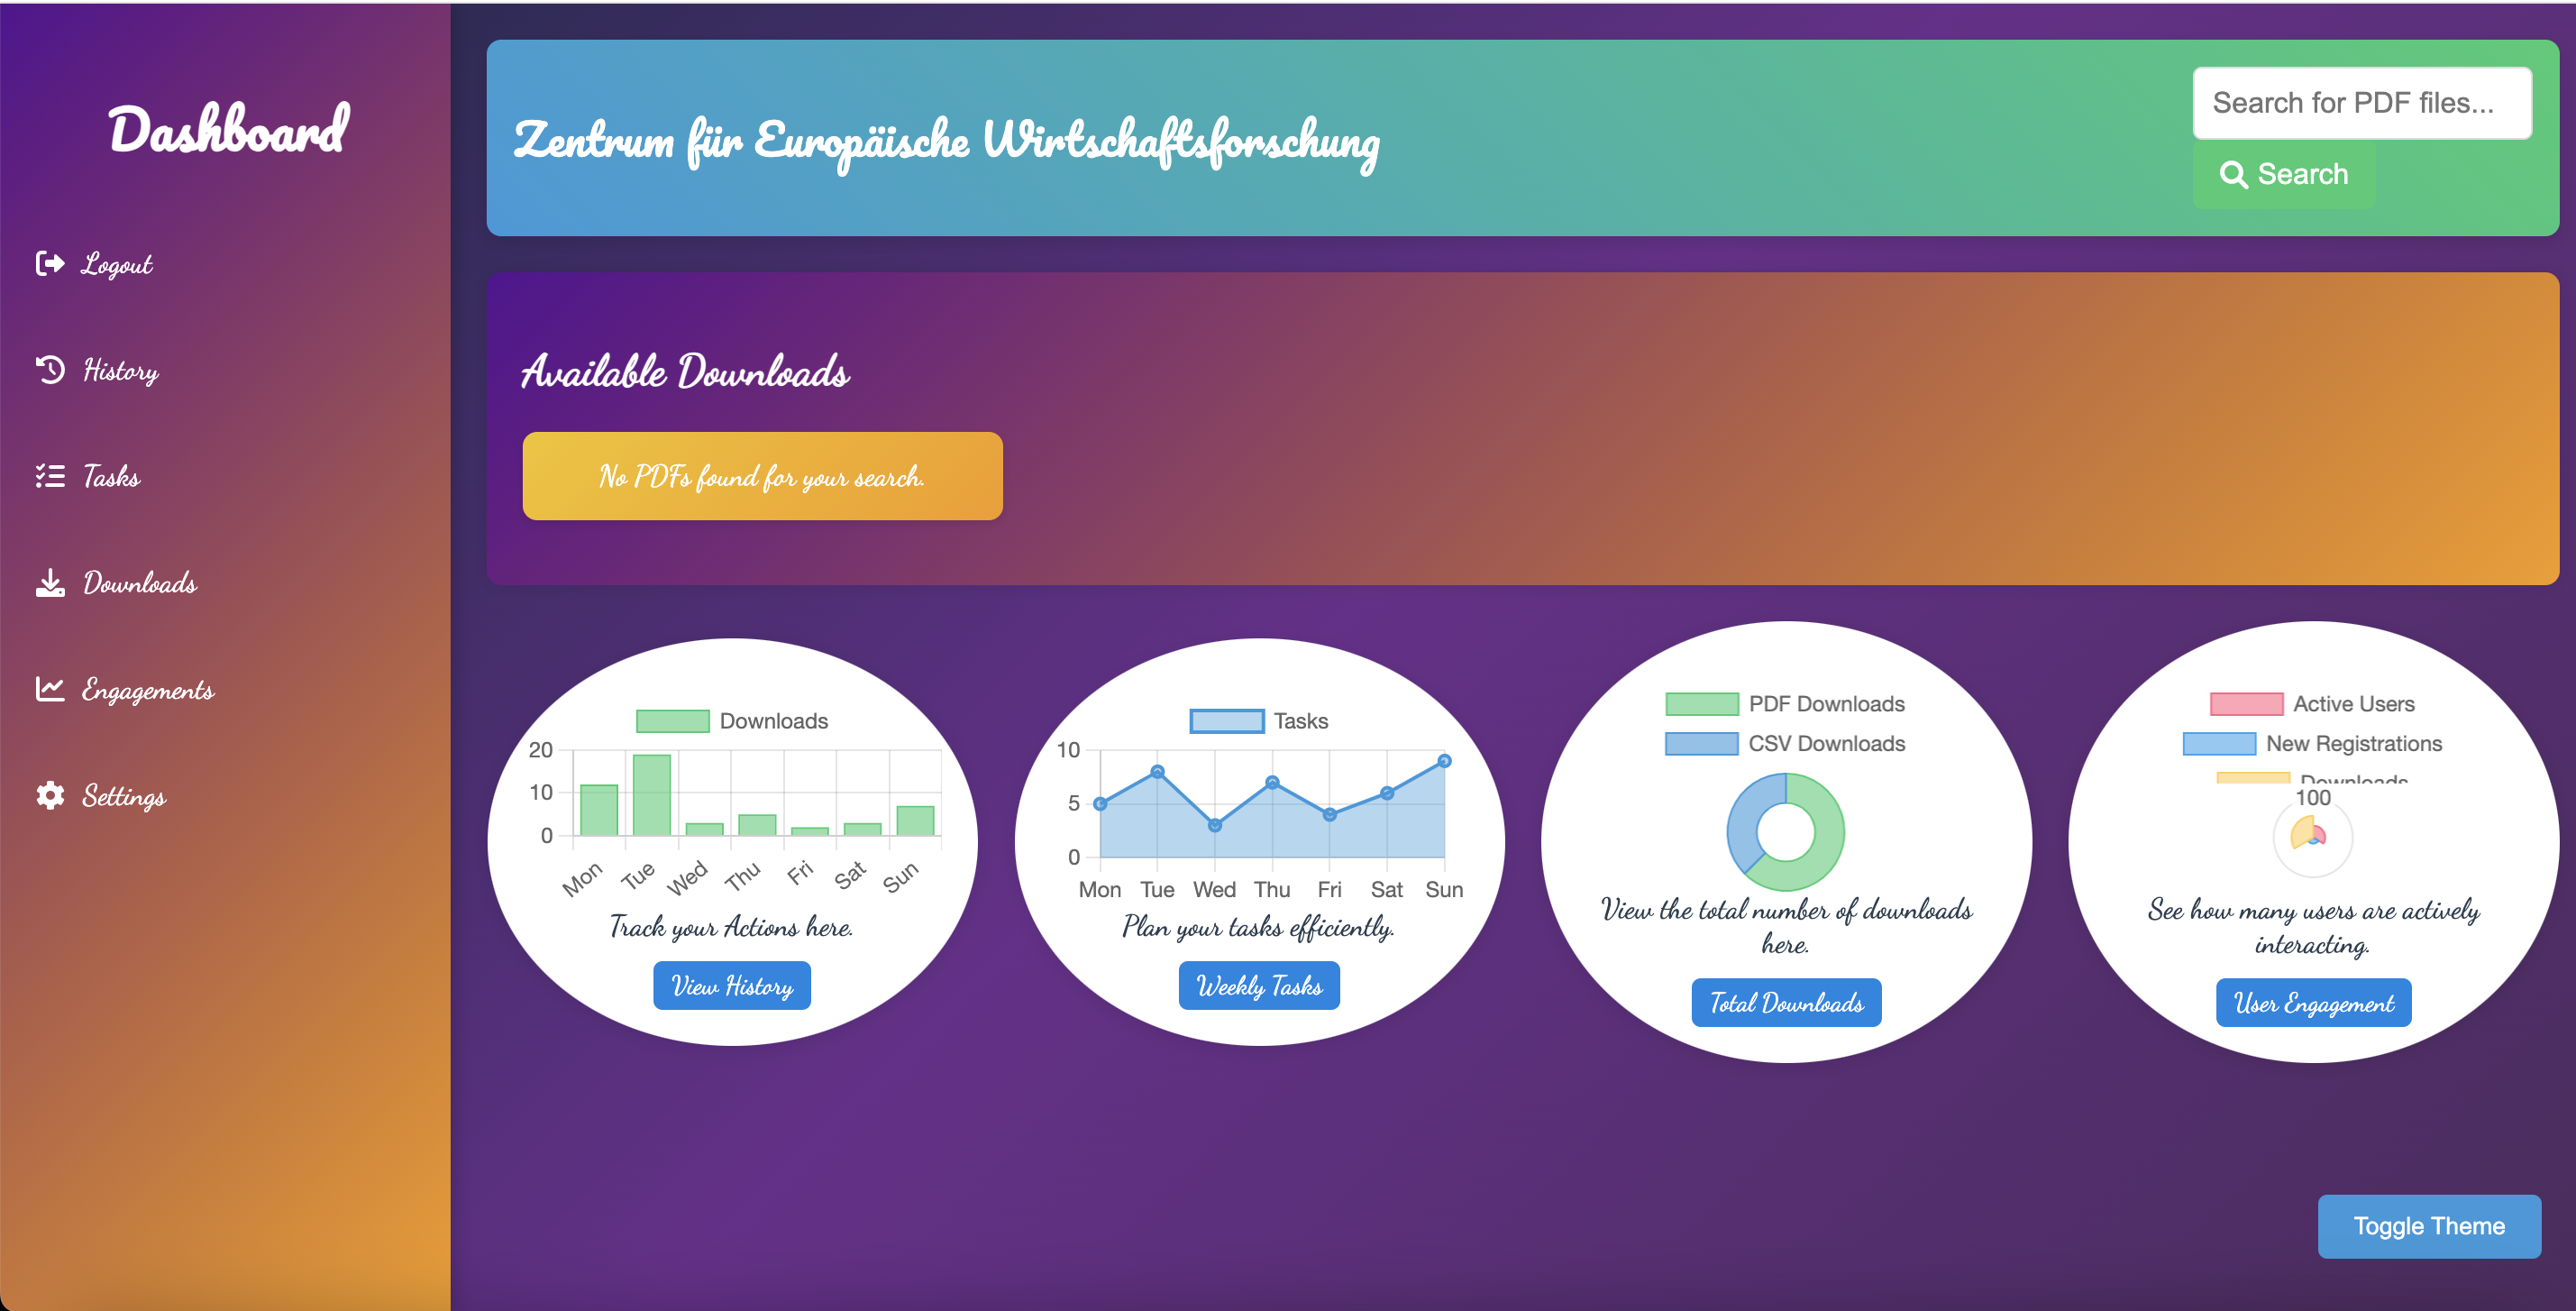 Dashboard
Logout
History
Tasks
Downloads
Engagements
Settings
Zentrum für Europäische Wirtschaftsforschung
Search for PDF files...
Search
Available Downloads
No PDFs found for your search.
Downloads
20
10
0
Mon Tue Wed Thu Fri Sat Sun
Track your Actions here.
View History
Tasks
10
5
0
Mon Tue Wed Thu Fri Sat Sun
Plan your tasks efficiently.
Weekly Tasks
PDF Downloads
CSV Downloads
View the total number of downloads
here.
Total Downloads
Active Users
New Registrations
Downloads
100
See how many users are actively
interacting.
User Engagement
Toggle Theme